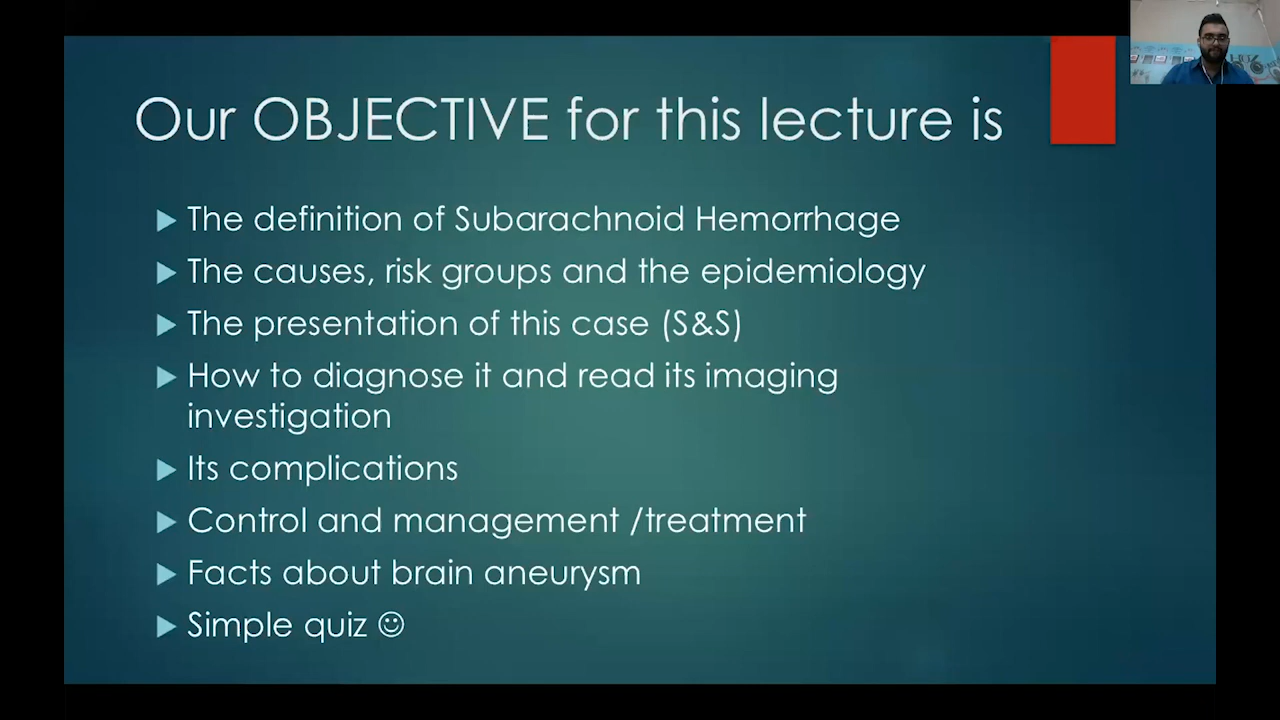 Our OBJECTIVE for this lecture is
The definition of Subarachnoid Hemorrhage
The causes, risk groups and the epidemiology
The presentation of this case (S&S)
How to diagnose it and read its imaging
investigation
Its complications
Control and management /treatment
Facts about brain aneurysm
Simple quiz ☺